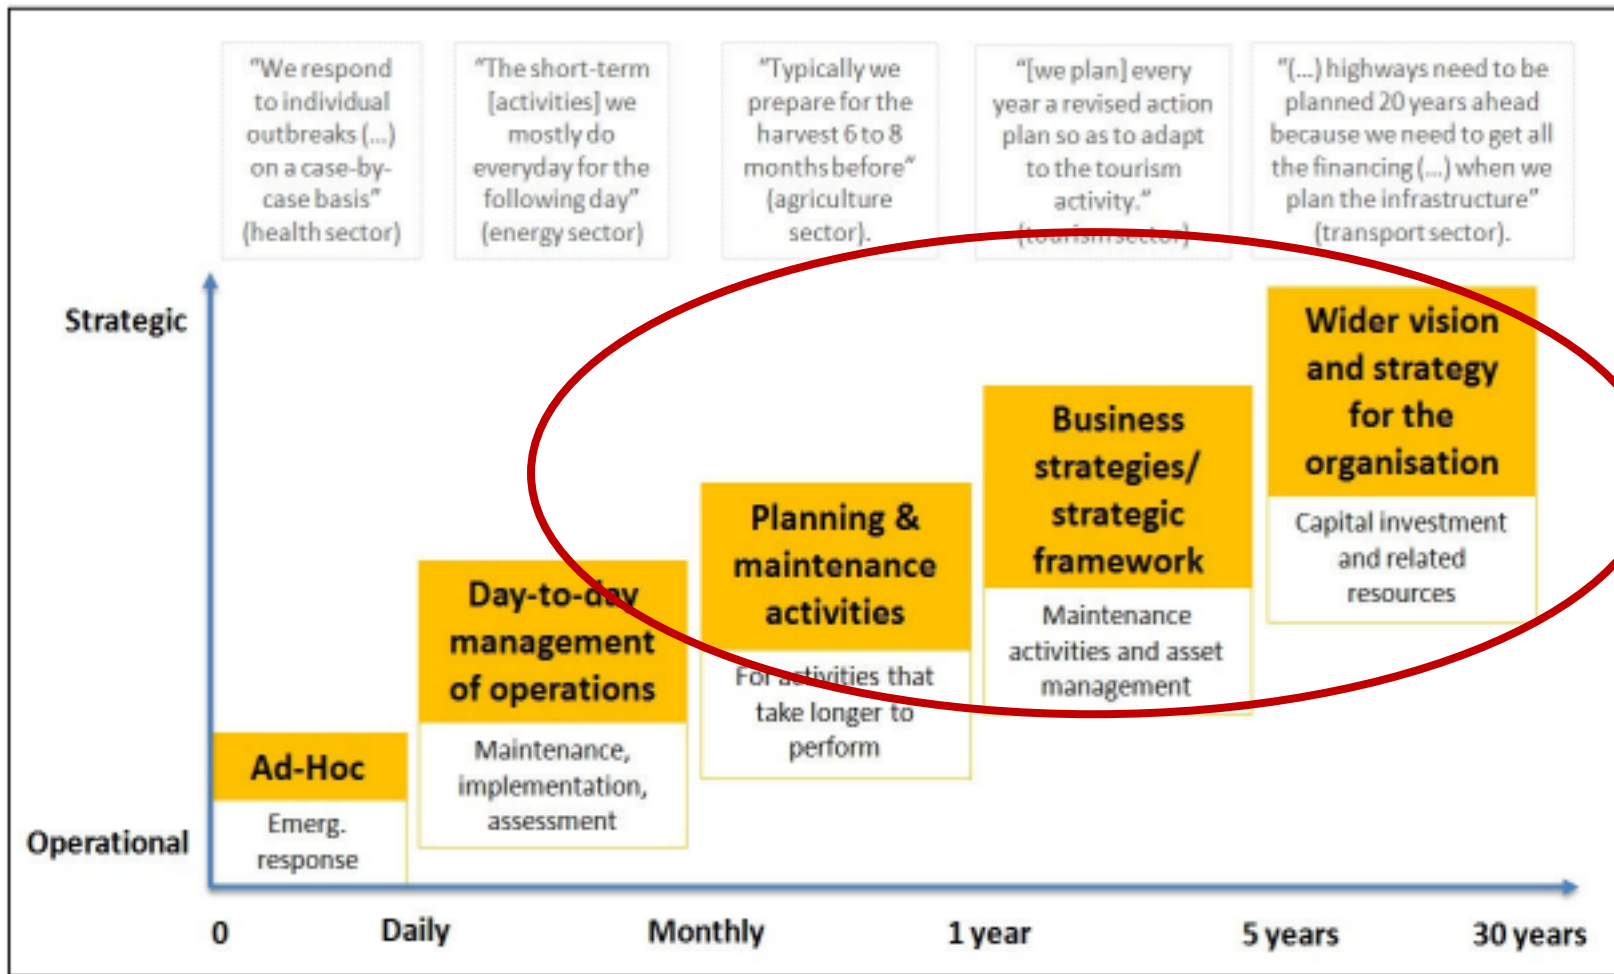 "We respond
to individual
outbreaks (...)
on a case-by-
case basis"
(health sector)
"The short-term
[activities] we
mostly do
everyday for the
following day"
(energy sector)
"Typically we
prepare for the
harvest 6 to 8
months before"
(agriculture
sector).
"[we plan] every
year a revised action
plan so as to adapt
to the tourism
activity."
(tourism sector)
"(...) highways need to be
planned 20 years ahead
because we need to get all
the financing (...) when we
plan the infrastructure"
(transport sector).
Strategic
Operational
Ad-Hoc
Emerg.
response
Day-to-day
management
of operations
Maintenance,
implementation,
assessment
Planning &
maintenance
activities
For activities that
take longer to
perform
Business
strategies/
strategic
framework
Maintenance
activities and asset
management
Wider vision
and strategy
for the
organisation
Capital investment
and related
resources
0
Daily
Monthly
1 year
5 years
30 years